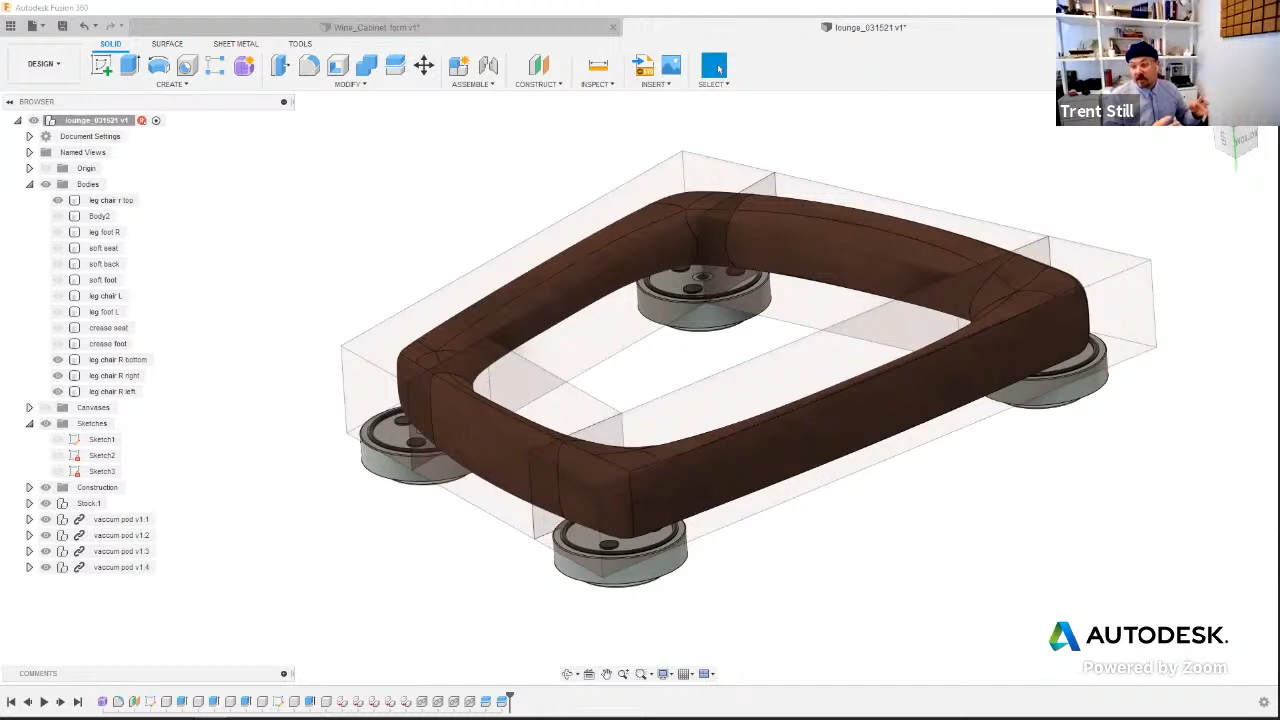 Autodesk Fusion 360
Wine_Cabinet-form v1*
lounge_031521 v1*
SOLID SURFACE SHEET METAL TOOLS
DESIGN
CREATE MODIFY ASSEMBLE CONSTRUCT INSPECT INSERT SELECT
Trent Still
BROWSER
lounge_031521 v1
Document Settings
Named Views
Origin
Bodies
leg chair r top
Body2
leg foot R
soft seat
soft back
soft foot
leg chair L
leg foot L
crease seat
crease foot
leg chair R bottom
leg chair R right
leg chair R left
Canvases
Sketches
Sketch1
Sketch2
Sketch3
Construction
Stock:1
vaccum pod v1:1
vaccum pod v1:2
vaccum pod v1:3
vaccum pod v1:4
AUTODESK.
Powered by Zoom
COMMENTS